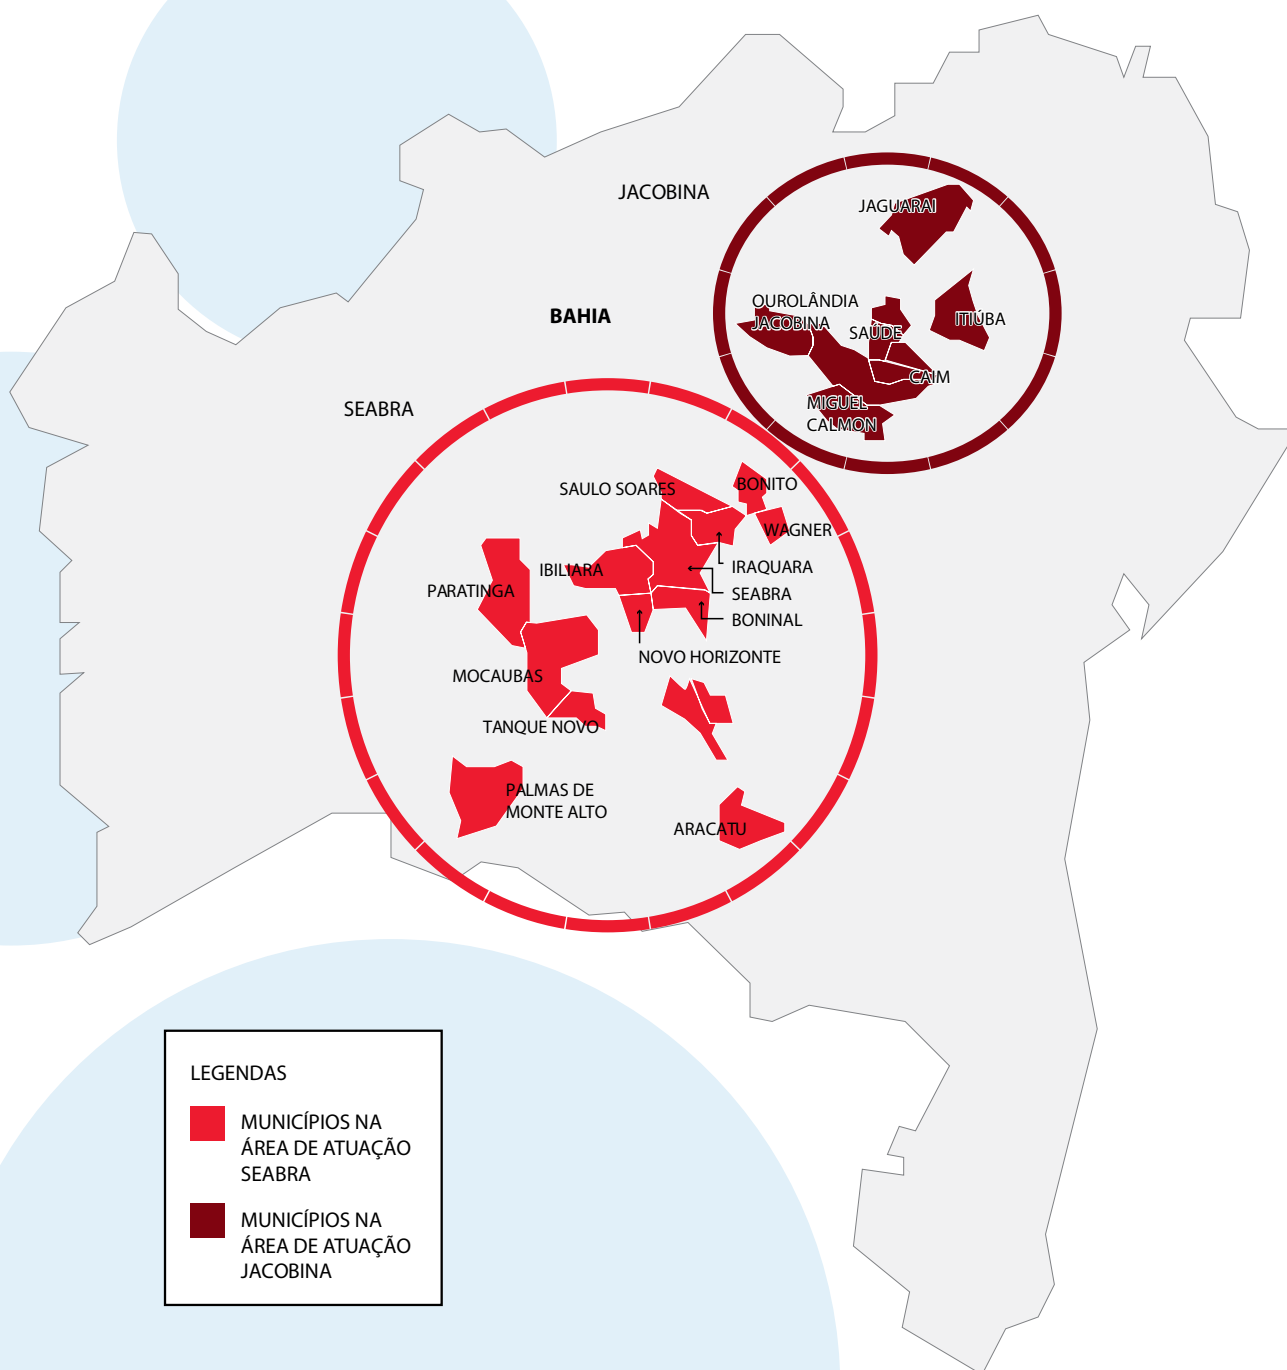 JACOBINA
JAGUARAI
OUROLÂNDIA
JACOBINA
SAÚDE
ITIÚBA
BAHIA
CAIM
MIGUEL
CALMON
SEABRA
SAULO SOARES
BONITO
WAGNER
IBILIARA
IRAQUARA
PARATINGA
SEABRA
BONINAL
NOVO HORIZONTE
MOCAUBAS
TANQUE NOVO
PALMAS DE
MONTE ALTO
ARACATU
LEGENDAS
MUNICÍPIOS NA
ÁREA DE ATUAÇÃO
SEABRA
MUNICÍPIOS NA
ÁREA DE ATUAÇÃO
JACOBINA